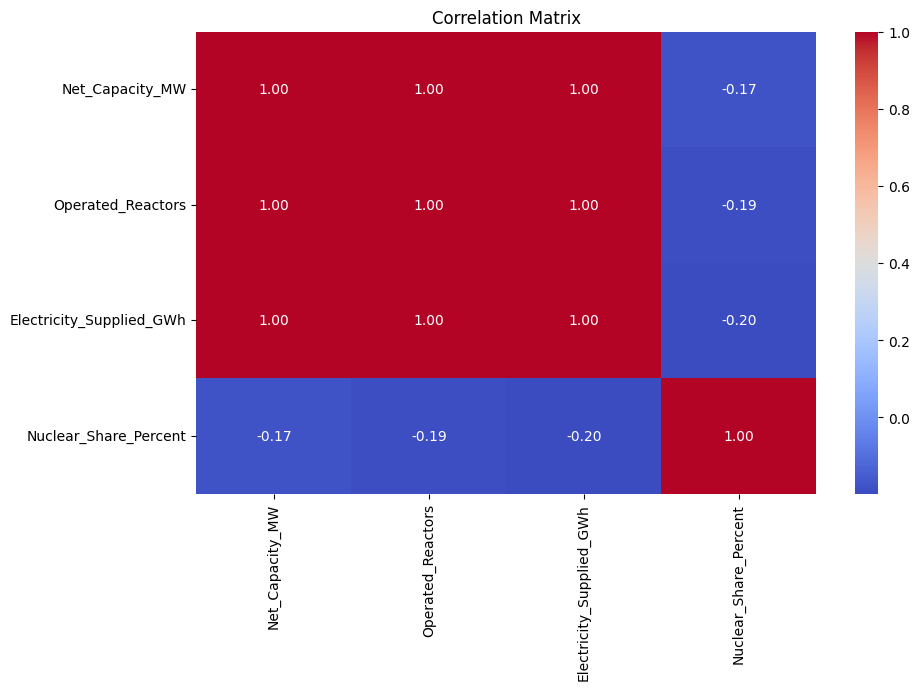 Correlation Matrix
Net_Capacity_MW 1.00 1.00 1.00 -0.17
Operated_Reactors 1.00 1.00 1.00 -0.19
Electricity_Supplied_GWh 1.00 1.00 1.00 -0.20
Nuclear_Share_Percent -0.17 -0.19 -0.20 1.00
Net_Capacity_MW
Operated_Reactors
Electricity_Supplied_GWh
Nuclear_Share_Percent
1.0
0.8
0.6
0.4
0.2
0.0